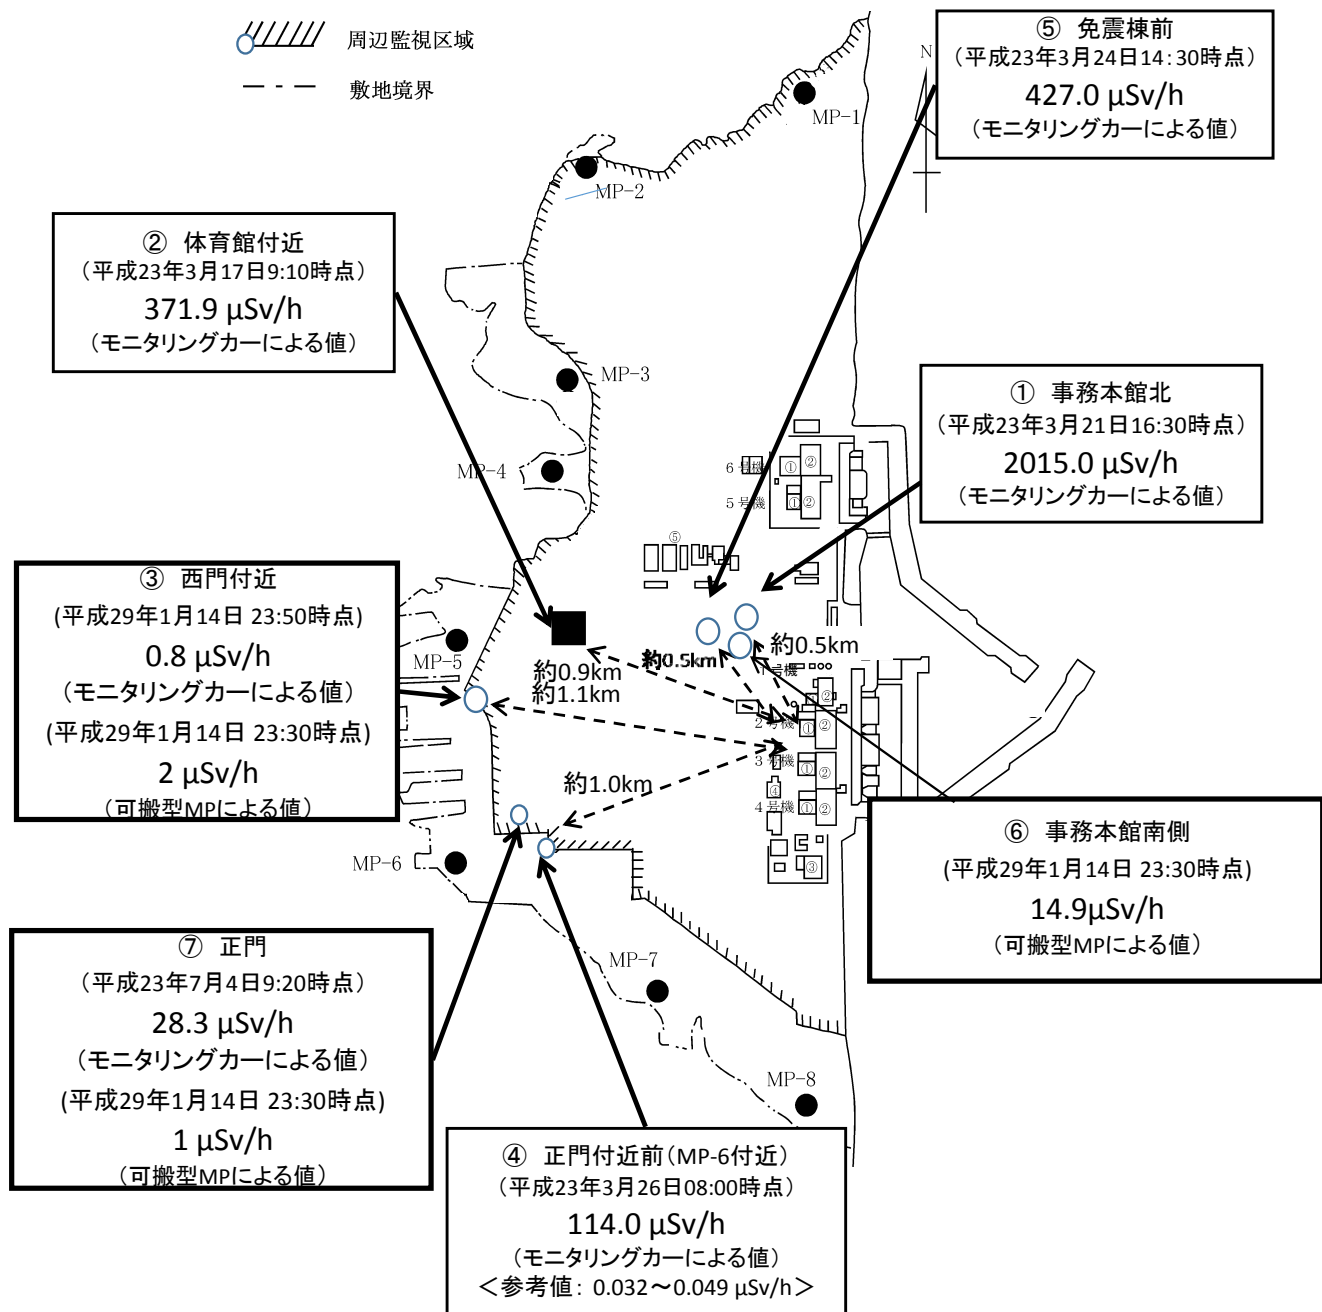 周辺監視区域
敷地境界
⑤ 免震棟前
（平成23年3月24日14：30時点）
427.0 μSv/h
（モニタリングカーによる値）
N
MP-1
MP-2
② 体育館付近
（平成23年3月17日9:10時点）
371.9 μSv/h
（モニタリングカーによる値）
MP-3
MP-4
① 事務本館北
（平成23年3月21日16:30時点）
2015.0 μSv/h
（モニタリングカーによる値）
6号機
① ②
5号機
① ②
⑤
③ 西門付近
(平成29年1月14日 23:50時点)
0.8 μSv/h
（モニタリングカーによる値）
(平成29年1月14日 23:30時点)
2 μSv/h
（可搬型MPによる値）
MP-5
約0.9km
約1.1km
約0.5km
約0.5km
1号機
②
2号機
① ②
3号機
① ②
④
4号機
① ②
③
約1.0km
MP-6
⑥ 事務本館南側
(平成29年1月14日 23:30時点)
14.9μSv/h
（可搬型MPによる値）
⑦ 正門
（平成23年7月4日9:20時点）
28.3 μSv/h
（モニタリングカーによる値）
(平成29年1月14日 23:30時点)
1 μSv/h
（可搬型MPによる値）
MP-7
MP-8
④ 正門付近前（MP-6付近）
（平成23年3月26日08:00時点）
114.0 μSv/h
（モニタリングカーによる値）
＜参考値：0.032～0.049 μSv/h＞